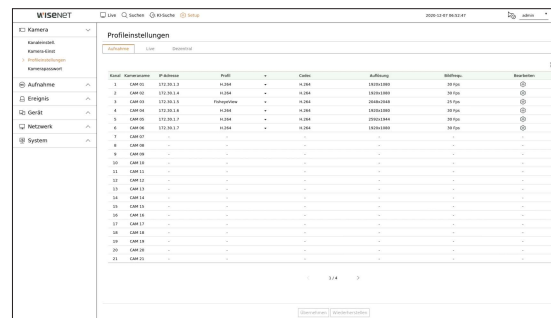 WISENET Live Suchen KI-Suche Setup 2020-12-07 06:52:47 admin
Kamera
Kanaleinstell
Kamera-Einst
Profileinstellungen
Kamerapasswort
Aufnahme
Ereignis
Gerät
Netzwerk
System
Profileinstellungen
Aufnahme Live Dezentral
Kanal Kameraname IP-Adresse Profil Codec Auflösung Bildfrequ. Bearbeiten
1 CAM 01 172.30.1.3 H.264 H.264 1920x1080 30 fps
2 CAM 02 172.30.1.4 H.264 H.264 1920x1080 30 fps
3 CAM 03 172.30.1.5 FisheyeView H.264 2048x2048 25 fps
4 CAM 04 172.30.1.6 H.264 H.264 1920x1080 30 fps
5 CAM 05 172.30.1.7 H.264 H.264 2592x1944 30 fps
6 CAM 06 172.30.1.7 H.264 H.264 1920x1080 30 fps
7 CAM 07 - - - - - -
8 CAM 08 - - - - - -
9 CAM 09 - - - - - -
10 CAM 10 - - - - - -
11 CAM 11 - - - - - -
12 CAM 12 - - - - - -
13 CAM 13 - - - - - -
14 CAM 14 - - - - - -
15 CAM 15 - - - - - -
16 CAM 16 - - - - - -
17 CAM 17 - - - - - -
18 CAM 18 - - - - - -
19 CAM 19 - - - - - -
20 CAM 20 - - - - - -
21 CAM 21 - - - - - -
1/4
Übernehmen Wiederherstellen